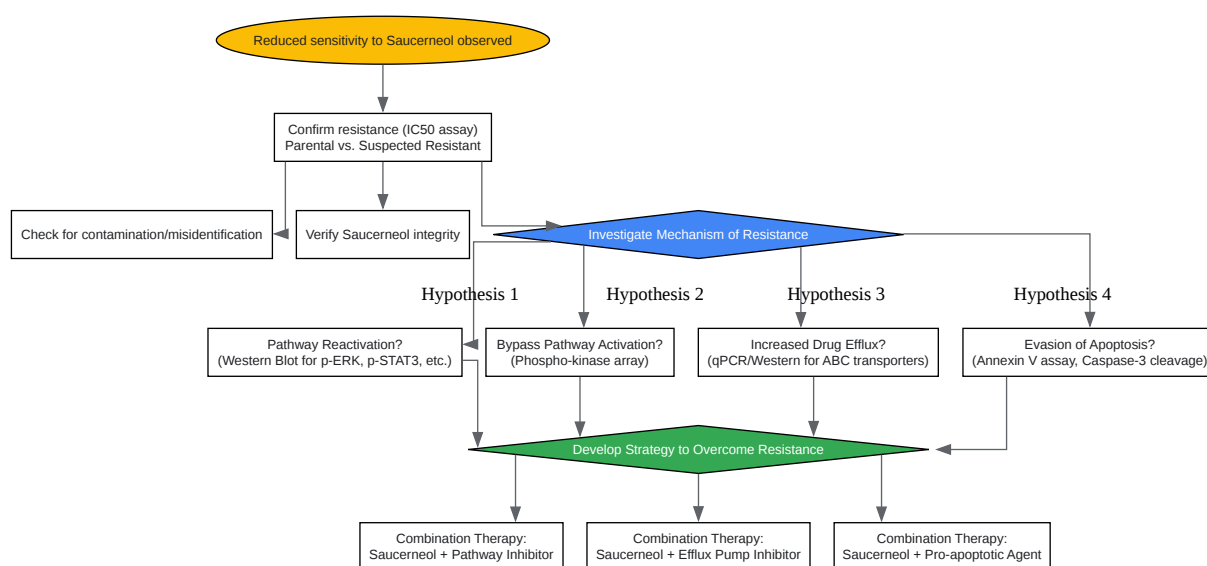 Reduced sensitivity to Saucerneol observed
Confirm resistance (IC50 assay)
Parental vs. Suspected Resistant
Check for contamination/misidentification
Verify Saucerneol integrity
Investigate Mechanism of Resistance
Hypothesis 1
Hypothesis 2
Hypothesis 3
Hypothesis 4
Pathway Reactivation?
(Western Blot for p-ERK, p-STAT3, etc.)
Bypass Pathway Activation?
(Phospho-kinase array)
Increased Drug Efflux?
(qPCR/Western for ABC transporters)
Evasion of Apoptosis?
(Annexin V assay, Caspase-3 cleavage)
Develop Strategy to Overcome Resistance
Combination Therapy:
Saucerneol + Pathway Inhibitor
Combination Therapy:
Saucerneol + Efflux Pump Inhibitor
Combination Therapy:
Saucerneol + Pro-apoptotic Agent